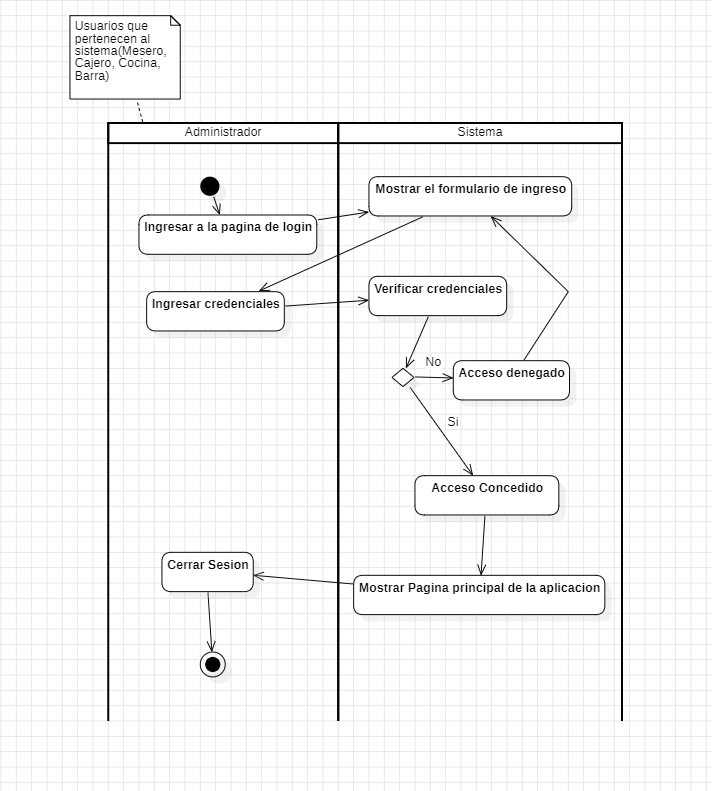 Usuarios que
pertenecen al
sistema(Mesero,
Cajero, Cocina,
Barra)
Administrador
Sistema
Mostrar el formulario de ingreso
Ingresar a la pagina de login
Ingresar credenciales
Verificar credenciales
No
Acceso denegado
Si
Acceso Concedido
Cerrar Sesion
Mostrar Pagina principal de la aplicacion